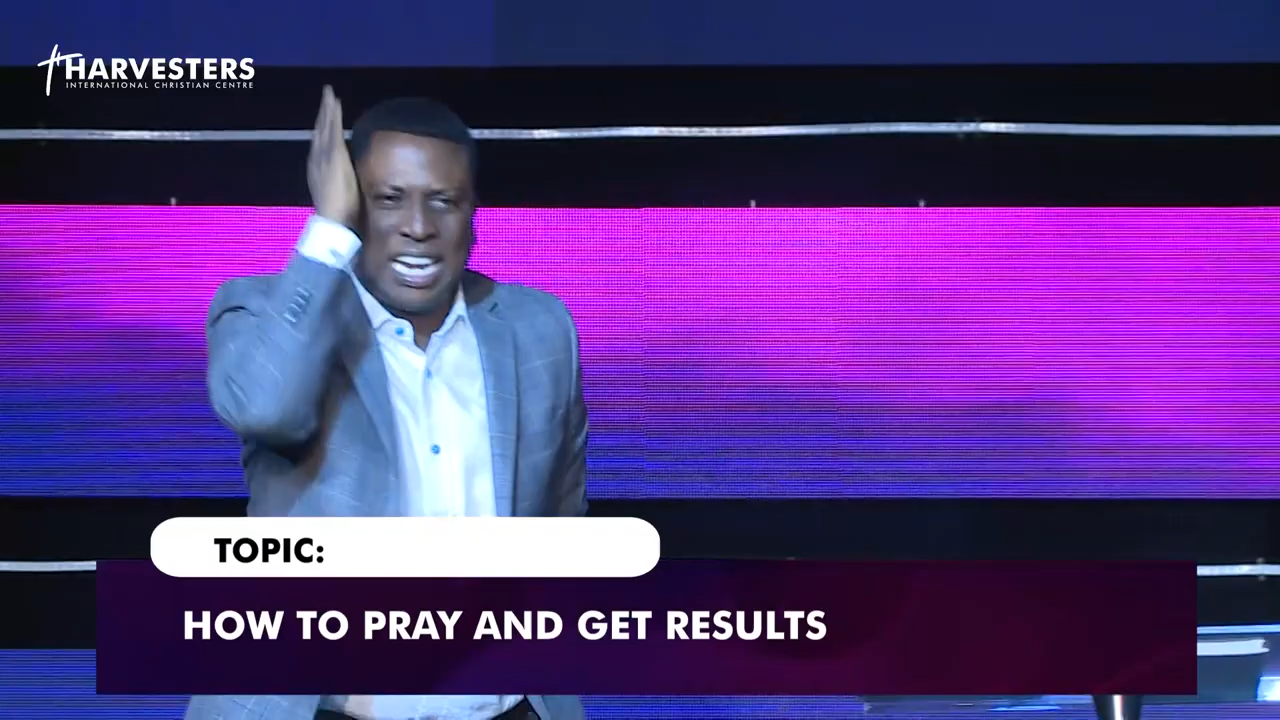 HARVESTERS
INTERNATIONAL CHRISTIAN CENTRE
TOPIC:
HOW TO PRAY AND GET RESULTS